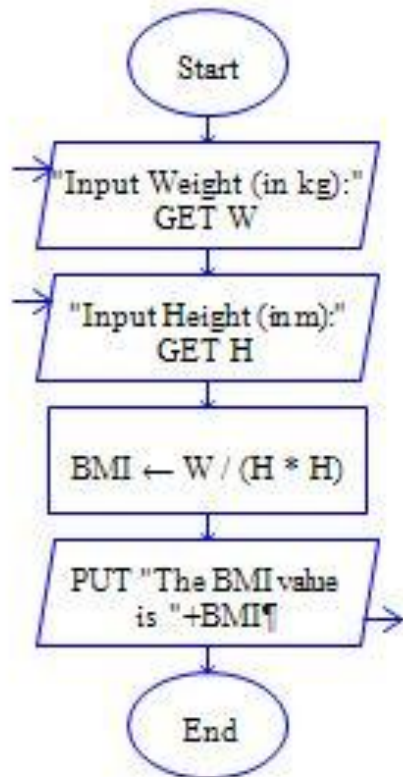 Start
"Input Weight (in kg):"
GET W
"Input Height (in m):"
GET H
BMI ← W / (H * H)
PUT "The BMI value
is "+BMI¶
End